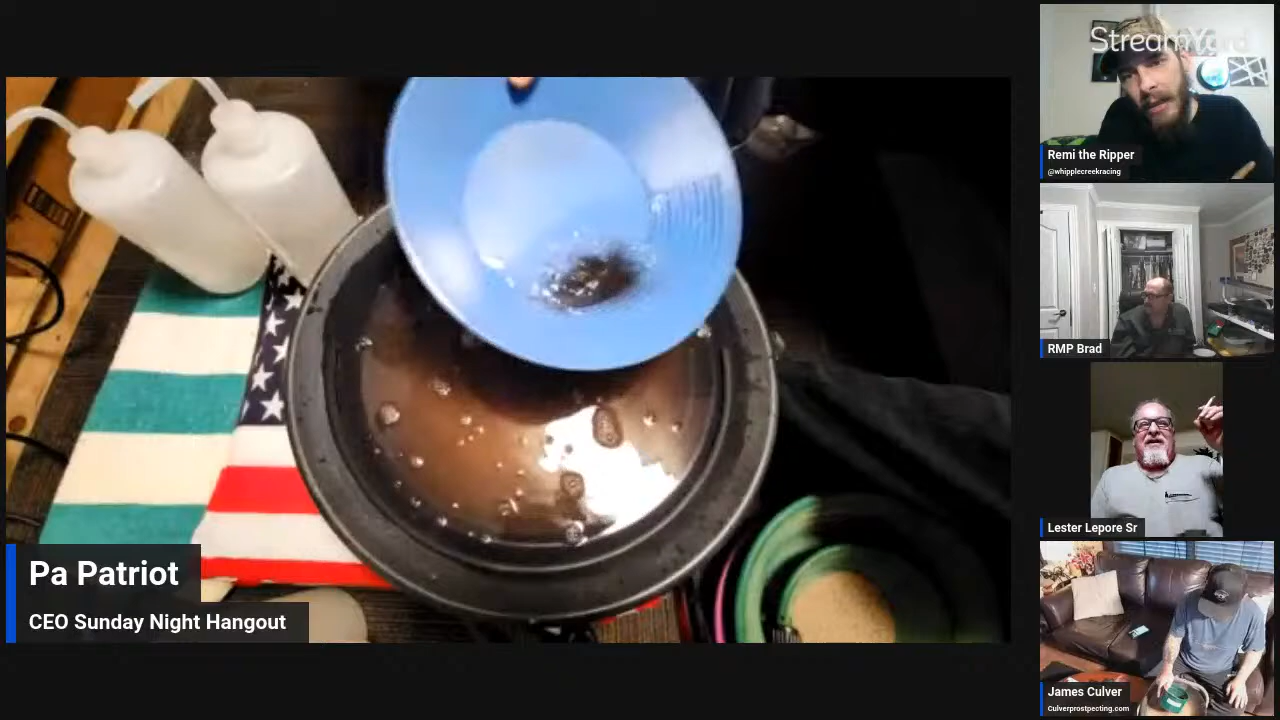 StreamYard
Remi the Ripper
@whipplecreekracing
RMP Brad
Lester Lepore Sr
Pa Patriot
CEO Sunday Night Hangout
James Culver
Culverprostpecting.com